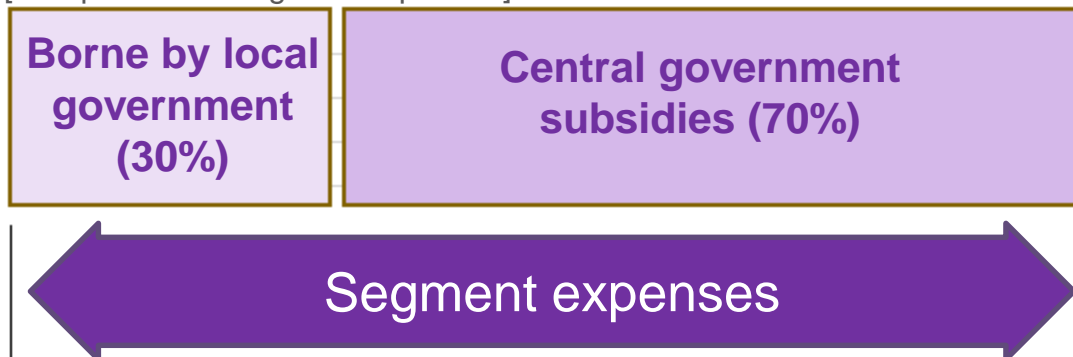 Borne by local
government
(30%)
Central government
subsidies (70%)
Segment expenses